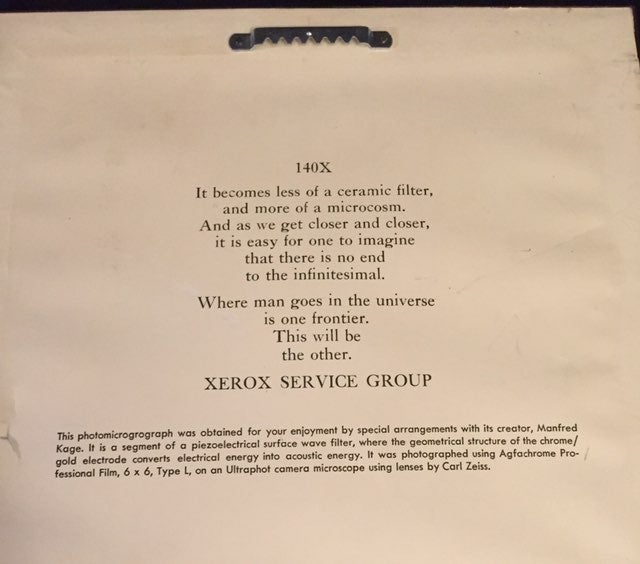 140X
It becomes less of a ceramic filter,
and more of a microcosm.
And as we get closer and closer,
it is easy for one to imagine
that there is no end
to the infinitesimal.
Where man goes in the universe
is one frontier.
This will be
the other.
XEROX SERVICE GROUP
This photomicrogrograph was obtained for your enjoyment by special arrangements with its creator, Manfred
Kage. It is a segment of a piezoelectrical surface wave filter, where the geometrical structure of the chrome/
gold electrode converts electrical energy into acoustic energy. It was photographed using Agfachrome Pro-
fessional Film, 6 x 6, Type L, on an Ultraphot camera microscope using lenses by Carl Zeiss.